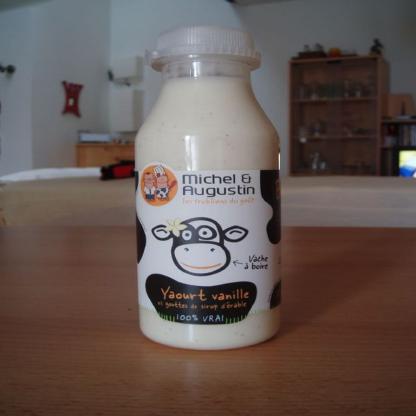 Michel &
Augustin
les trublions du goût
Vache
à boire
Yaourt vanille
et gouttes de sirop d'érable
100% VRAI